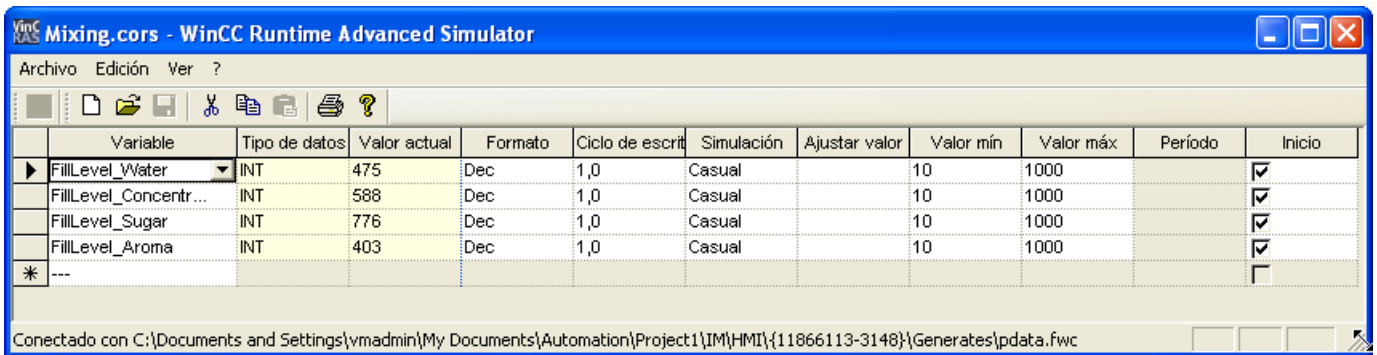 Mixing.cors - WinCC Runtime Advanced Simulator
Archivo Edición Ver ?
Variable Tipo de datos Valor actual Formato Ciclo de escrit Simulación Ajustar valor Valor mín Valor máx Período Inicio
FillLevel_Water INT 475 Dec 1,0 Casual 10 1000
FillLevel_Concentr... INT 588 Dec 1,0 Casual 10 1000
FillLevel_Sugar INT 776 Dec 1,0 Casual 10 1000
FillLevel_Aroma INT 403 Dec 1,0 Casual 10 1000
---
Conectado con C:\Documents and Settings\vmadmin\My Documents\Automation\Project1\IM\HMI\{11866113-3148}\Generates\pdata.fwc